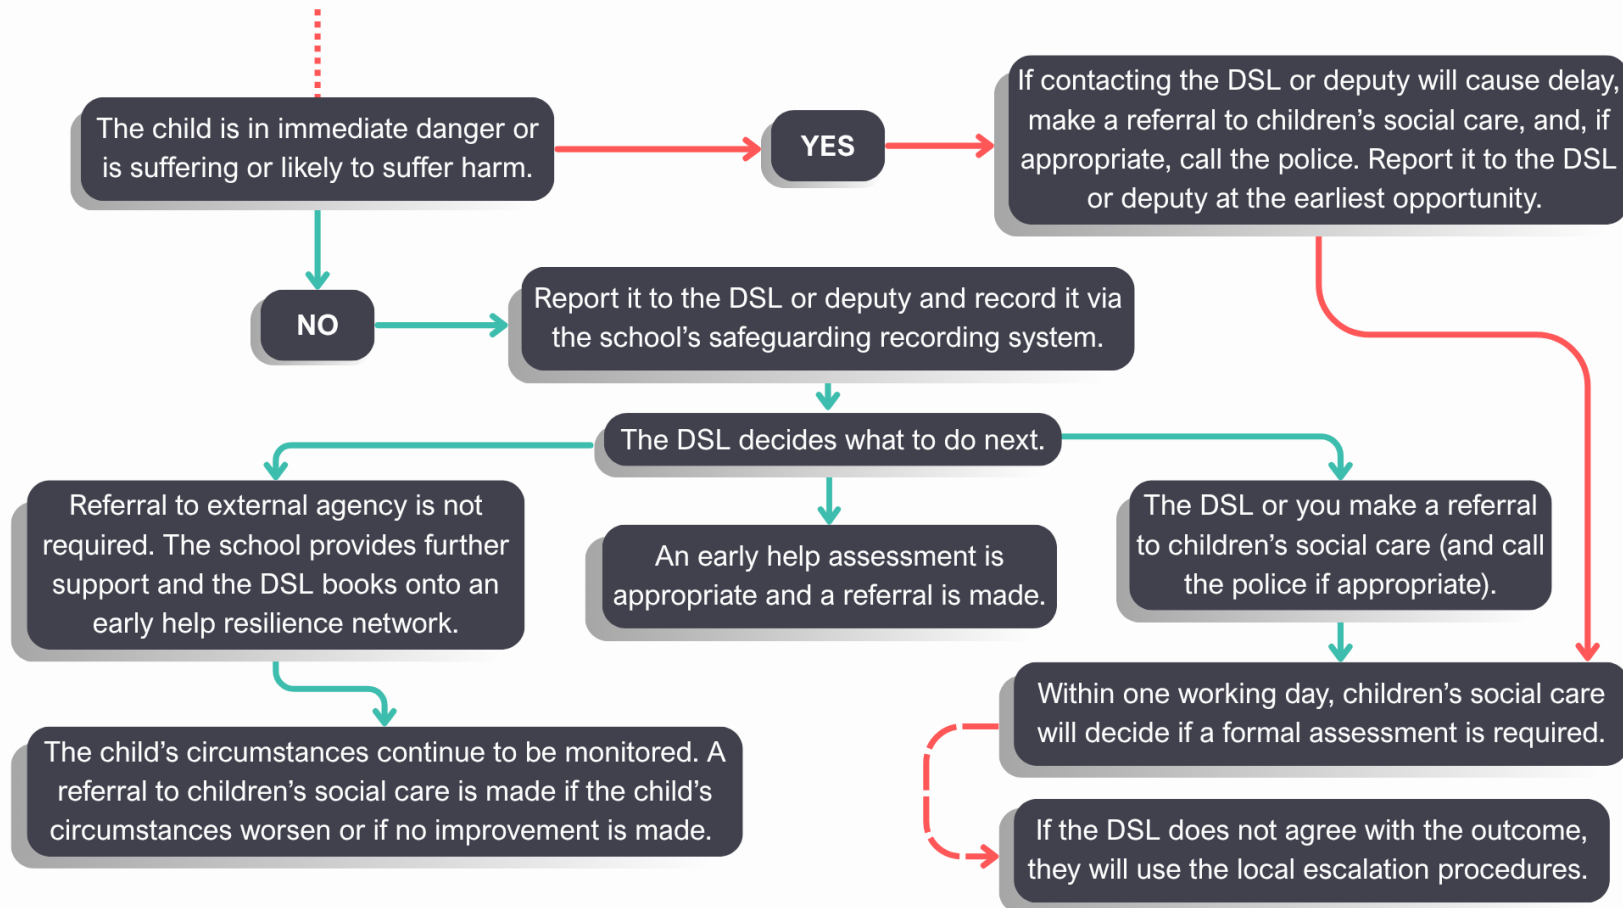 The child is in immediate danger or
is suffering or likely to suffer harm.
YES
If contacting the DSL or deputy will cause delay,
make a referral to children’s social care, and, if
appropriate, call the police. Report it to the DSL
or deputy at the earliest opportunity.
NO
Report it to the DSL or deputy and record it via
the school’s safeguarding recording system.
The DSL decides what to do next.
Referral to external agency is not
required. The school provides further
support and the DSL books onto an
early help resilience network.
An early help assessment is
appropriate and a referral is made.
The DSL or you make a referral
to children’s social care (and call
the police if appropriate).
The child’s circumstances continue to be monitored. A
referral to children’s social care is made if the child’s
circumstances worsen or if no improvement is made.
Within one working day, children’s social care
will decide if a formal assessment is required.
If the DSL does not agree with the outcome,
they will use the local escalation procedures.